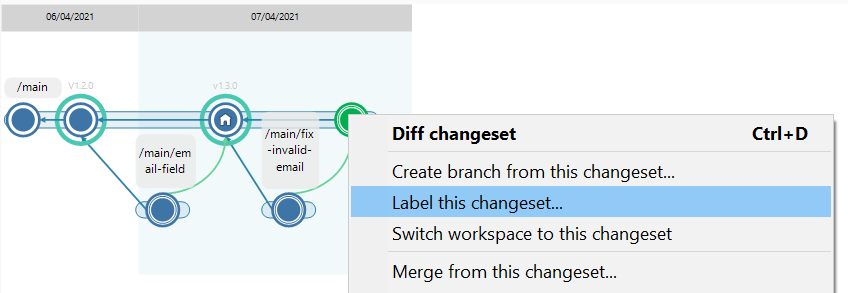 06/04/2021
07/04/2021
/main
V1.2.0
v1.3.0
/main/em
ail-field
/main/fix
-invalid-
email
Diff changeset Ctrl+D
Create branch from this changeset...
Label this changeset...
Switch workspace to this changeset
Merge from this changeset...